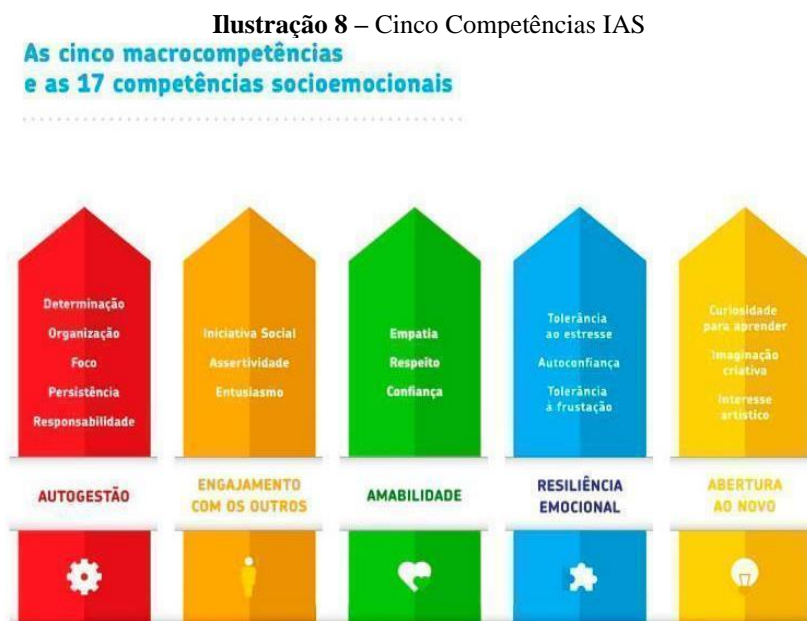 Ilustração 8 – Cinco Competências IAS
As cinco macrocompetências
e as 17 competências socioemocionais
Determinação
Organização
Foco
Persistência
Responsabilidade
AUTOGESTÃO
Iniciativa Social
Assertividade
Entusiasmo
ENGAJAMENTO
COM OS OUTROS
Empatia
Respeito
Confiança
AMABILIDADE
Tolerância
ao estresse
Autoconfiança
Tolerância
à frustação
RESILIÊNCIA
EMOCIONAL
Curiosidade
para aprender
Imaginação
criativa
Interesse
artístico
ABERTURA
AO NOVO